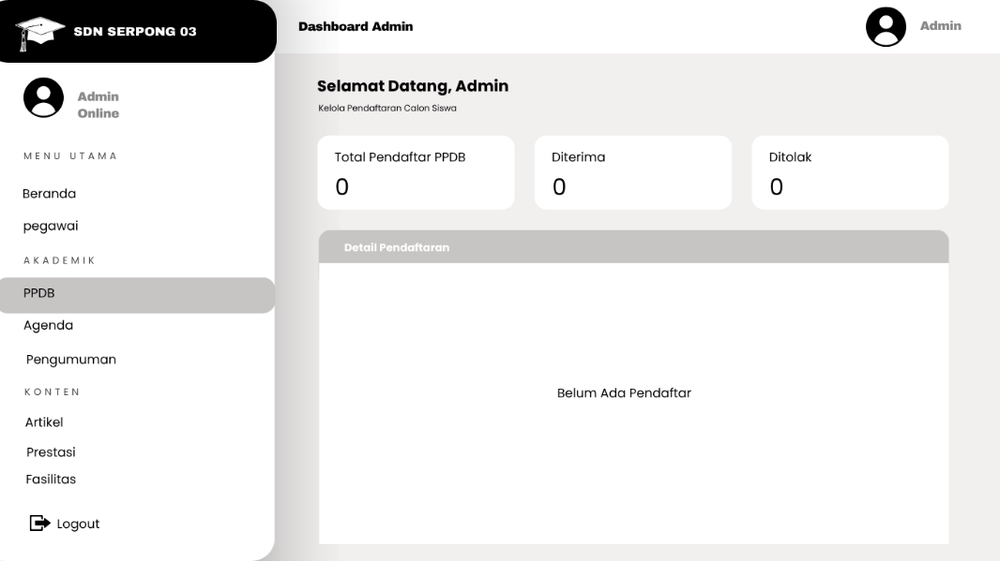 SDN SERPONG 03
Dashboard Admin
Admin
Admin
Online
MENU UTAMA
Beranda
pegawai
AKADEMIK
PPDB
Agenda
Pengumuman
KONTEN
Artikel
Prestasi
Fasilitas
Logout
Selamat Datang, Admin
Kelola Pendaftaran Calon Siswa
Total Pendaftar PPDB
0
Diterima
0
Ditolak
0
Detail Pendaftaran
Belum Ada Pendaftar